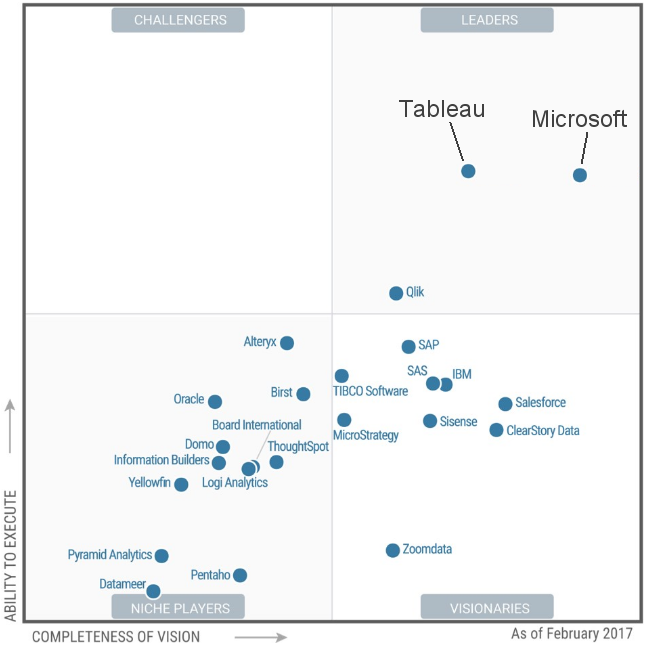 CHALLENGERS
LEADERS
Tableau
Microsoft
Qlik
Alteryx
SAP
SAS
IBM
TIBCO Software
Birst
Oracle
Salesforce
Board International
MicroStrategy
Sisense
ClearStory Data
Domo
ThoughtSpot
Information Builders
Yellowfin
Logi Analytics
Pyramid Analytics
Zoomdata
Pentaho
Datameer
NICHE PLAYERS
VISIONARIES
ABILITY TO EXECUTE
COMPLETENESS OF VISION
As of February 2017